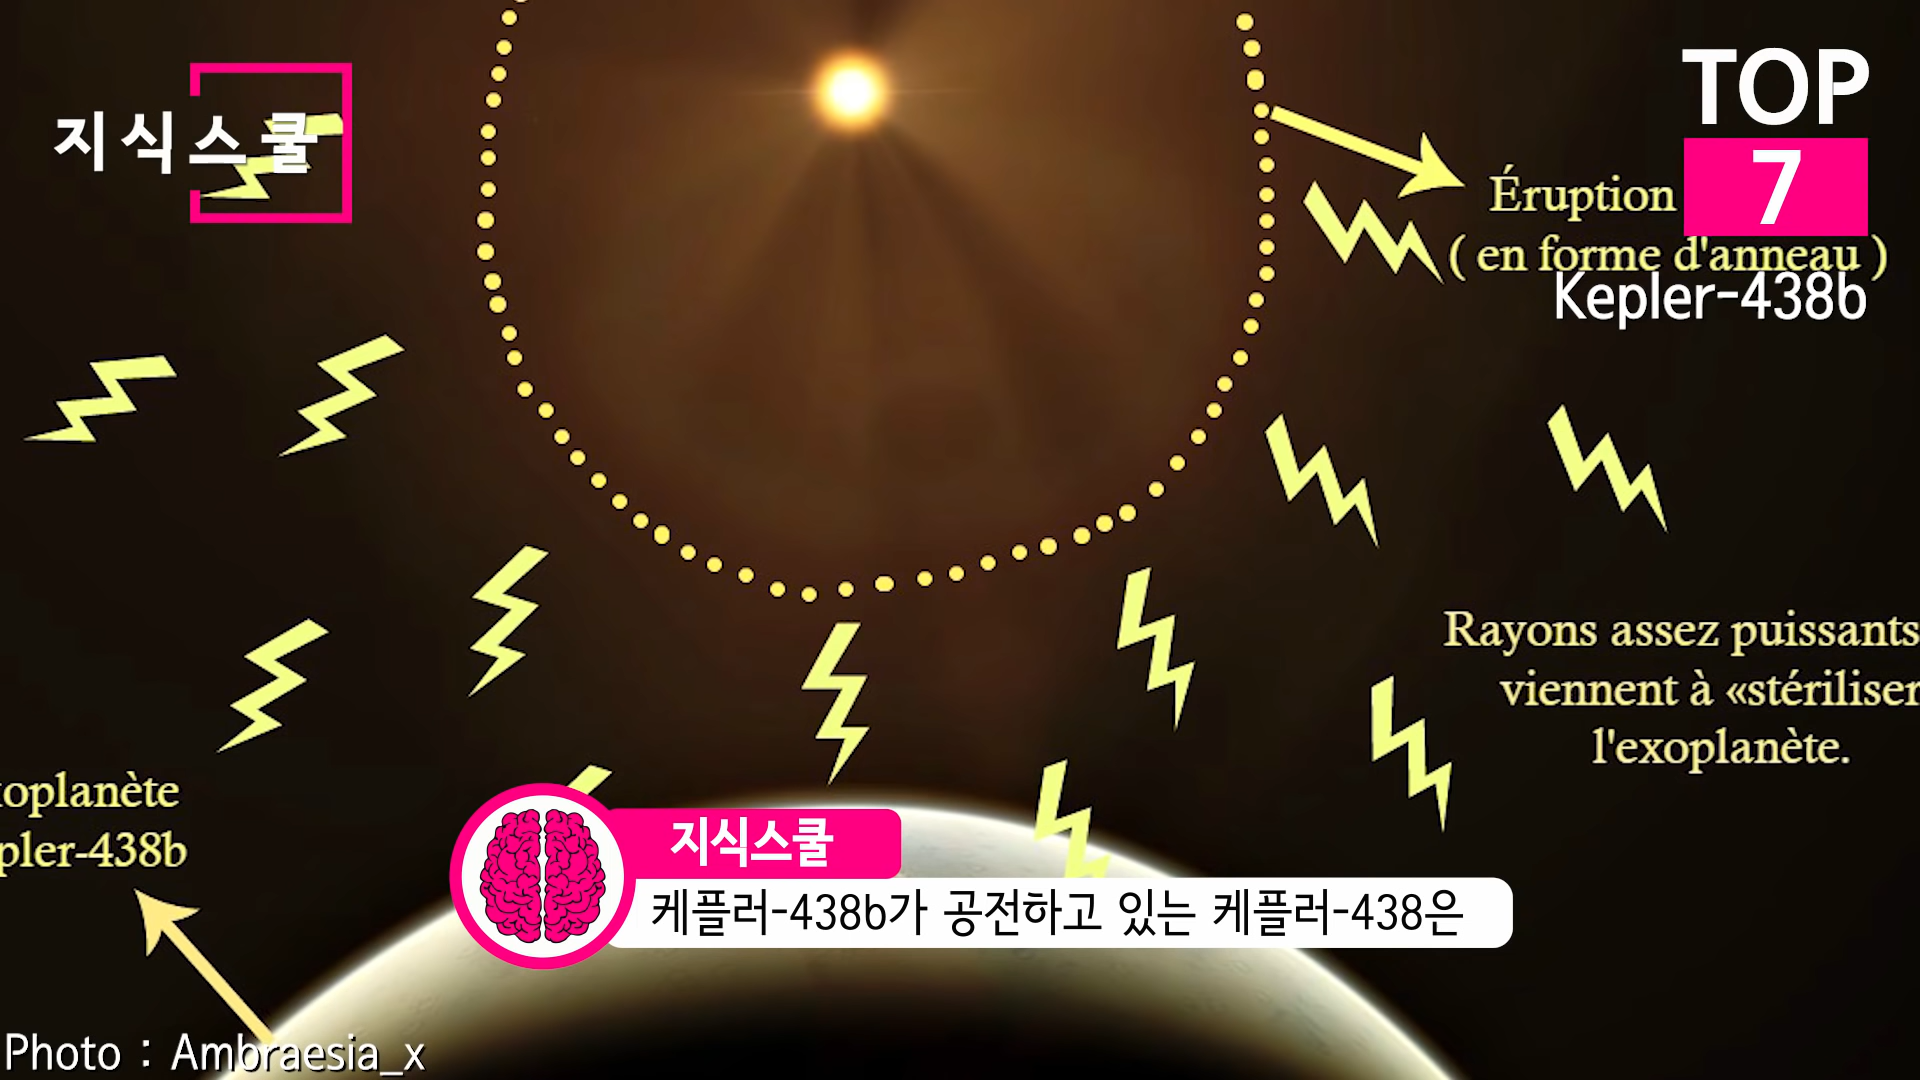 지식스쿨
TOP
7
Éruption
( en forme d'anneau )
Kepler-438b
Rayons assez puissants
viennent à «stériliser
l'exoplanète.
xoplanète
pler-438b
지식스쿨
케플러-438b가 공전하고 있는 케플러-438은
Photo : Ambraesia_x